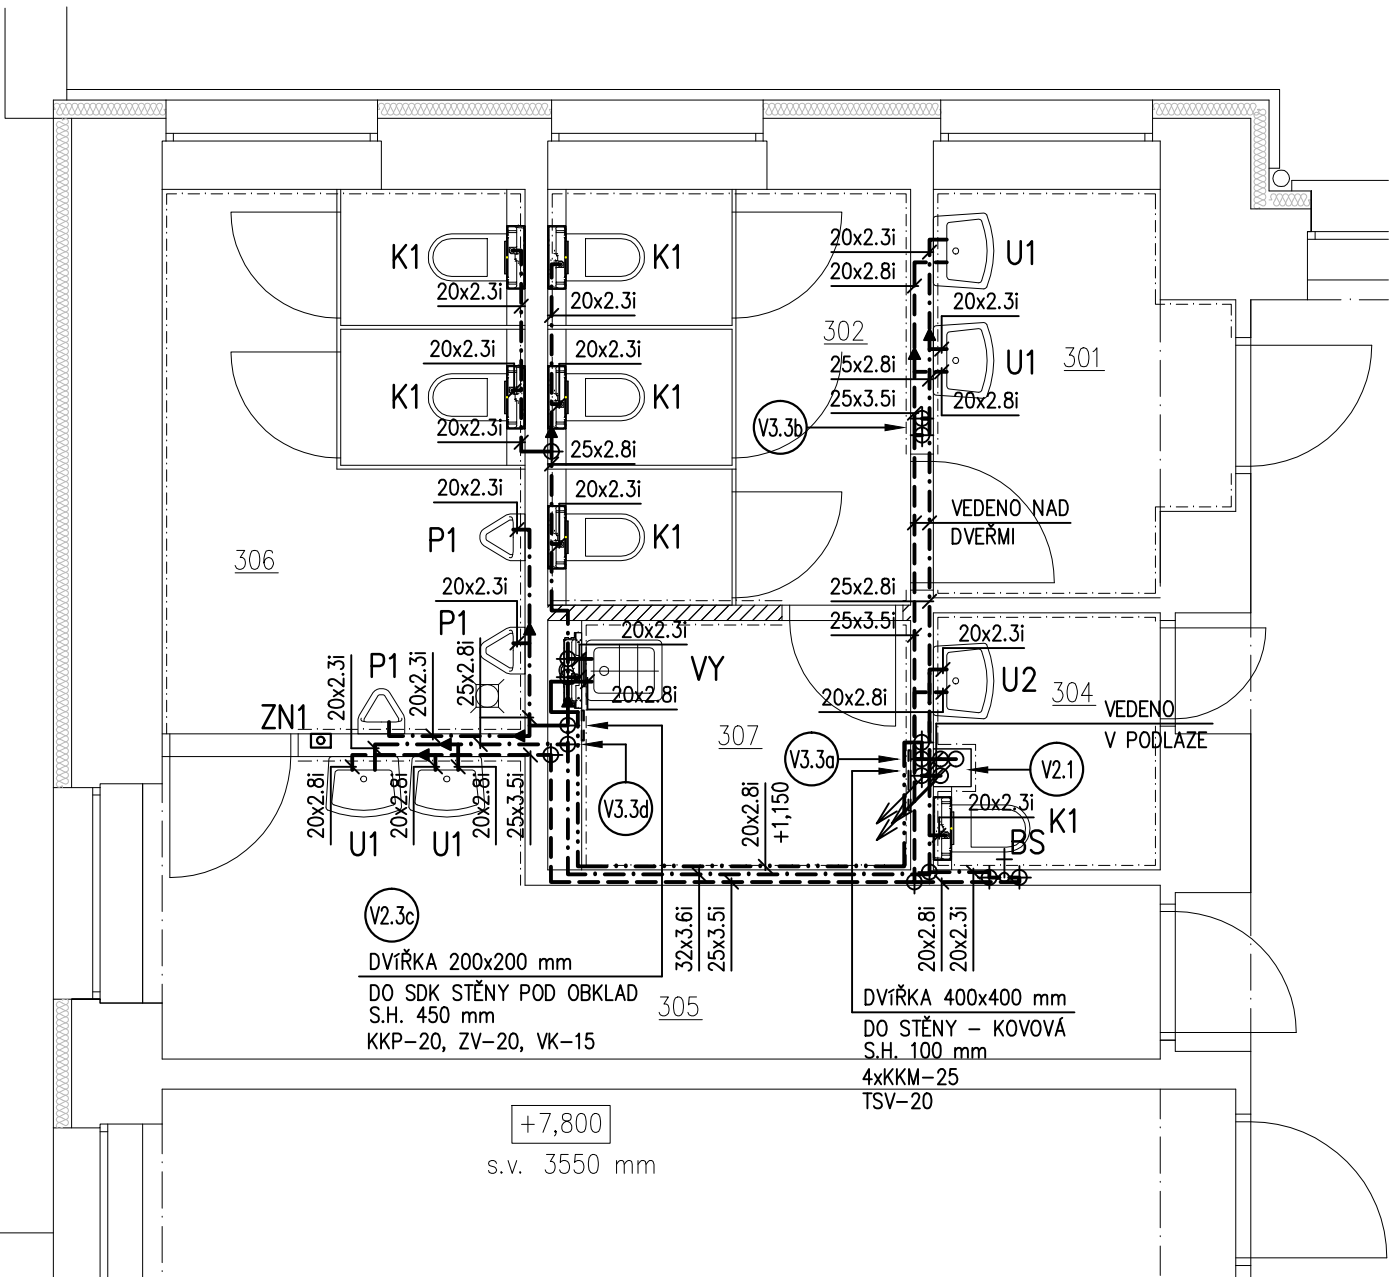 K1
20x2.3i
K1
20x2.3i
20x2.3i
20x2.8i
U1
302
20x2.3i
20x2.3i
K1
20x2.3i
20x2.3i
K1
25x2.8i
25x3.5i
U1
20x2.8i
301
V3.3b
25x2.8i
20x2.3i
P1
20x2.3i
K1
VEDENO NAD
DVEŘMI
306
20x2.3i
P1
25x2.8i
25x3.5i
20x2.3i
P1
20x2.3i
20x2.3i
25x2.8i
20x2.3i
VY
20x2.8i
20x2.8i
20x2.3i
U2
304
VEDENO
V PODLAZE
ZN1
307
V3.3a
V2.1
V3.3d
20x2.8i
+1,150
20x2.3i
K1
BS
20x2.8i
U1
20x2.8i
U1
20x2.8i
25x3.5i
V2.3c
32x3.6i
25x3.5i
20x2.8i
20x2.3i
DVÍŘKA 200x200 mm
DO SDK STĚNY POD OBKLAD
S.H. 450 mm
KKP-20, ZV-20, VK-15
305
DVÍŘKA 400x400 mm
DO STĚNY - KOVOVÁ
S.H. 100 mm
4xKKM-25
TSV-20
+7,800
s.v. 3550 mm